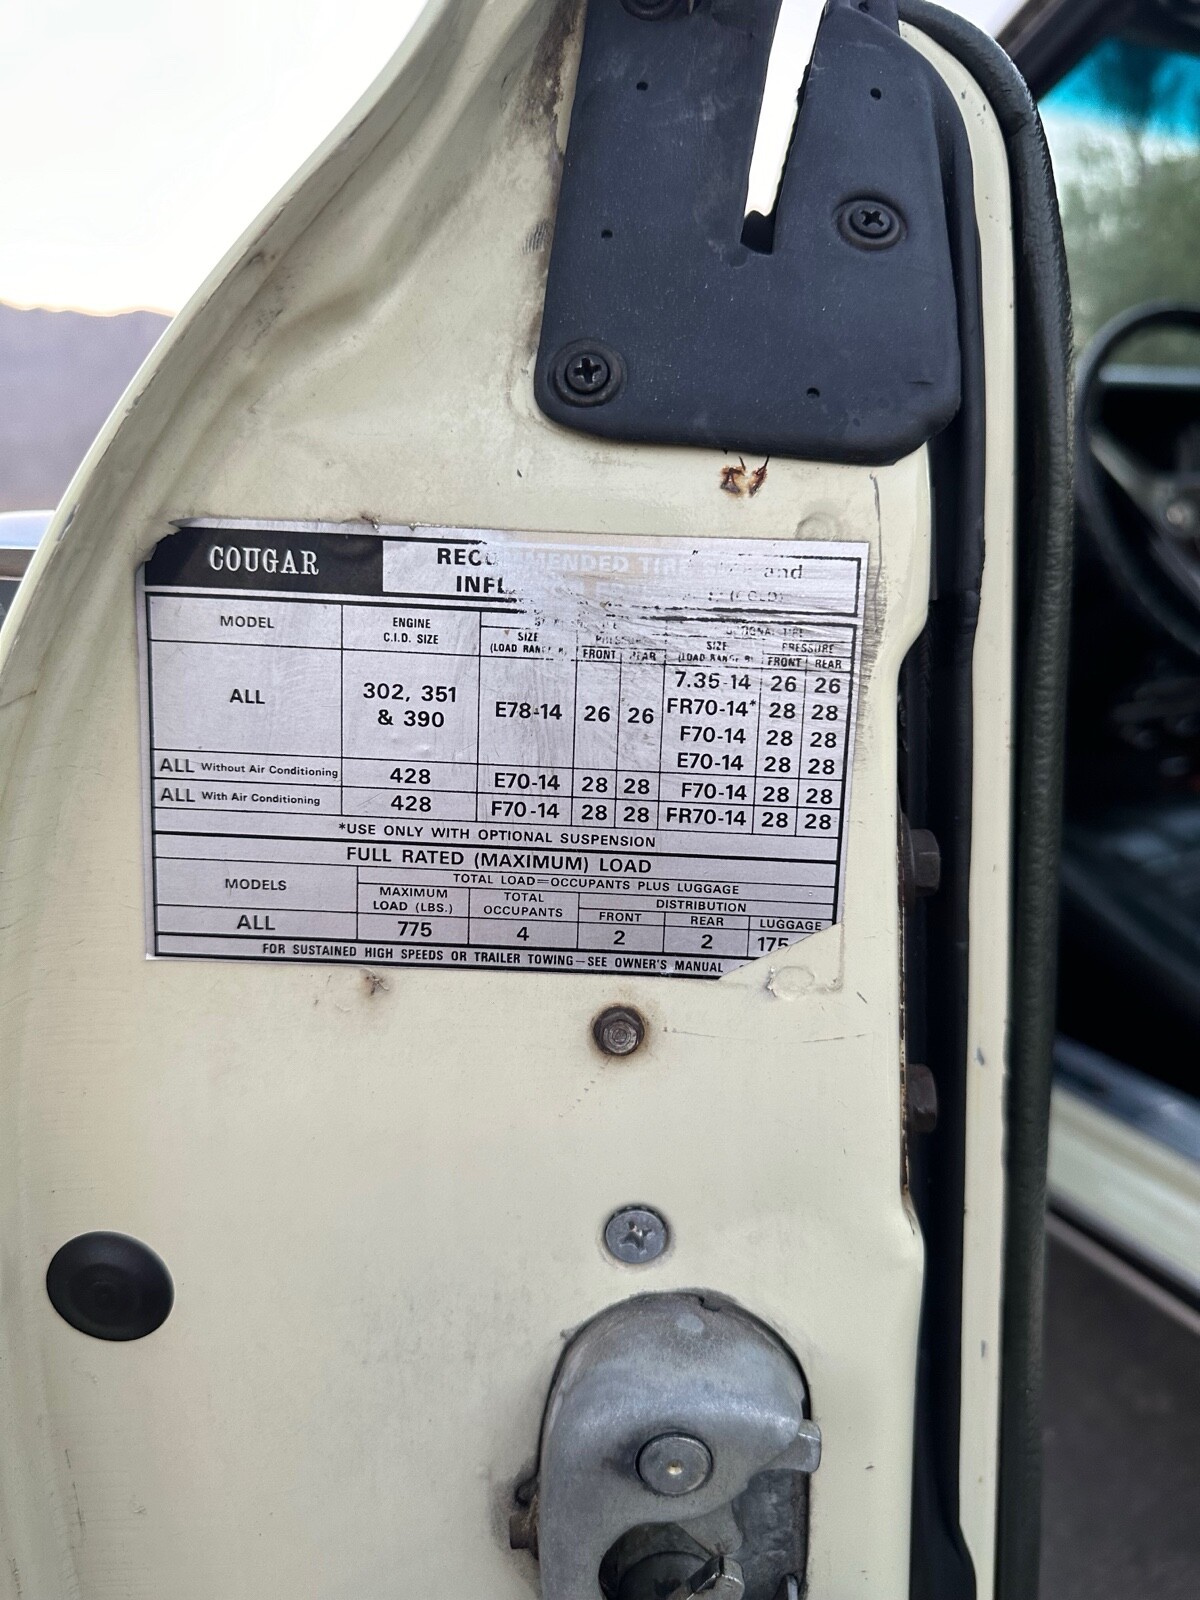 COUGAR
MENDED
and
MODEL ENGINE C.I.D. SIZE SIZE FRONT SIZE PRESSURE FRONT REAR
ALL 302, 351 & 390 E78-14 26 26 7.35-14 26 26
FR70-14* 28 28
F70-14 28 28
E70-14 28 28
ALL Without Air Conditioning 428 E70-14 28 28 F70-14 28 28
ALL With Air Conditioning 428 F70-14 28 28 FR70-14 28 28
*USE ONLY WITH OPTIONAL SUSPENSION
FULL RATED (MAXIMUM) LOAD
TOTAL LOAD=OCCUPANTS PLUS LUGGAGE
MODELS MAXIMUM LOAD (LBS.) TOTAL OCCUPANTS DISTRIBUTION
FRONT REAR LUGGAGE
ALL 775 4 2 2 175
FOR SUSTAINED HIGH SPEEDS OR TRAILER TOWING—SEE OWNER'S MANUAL